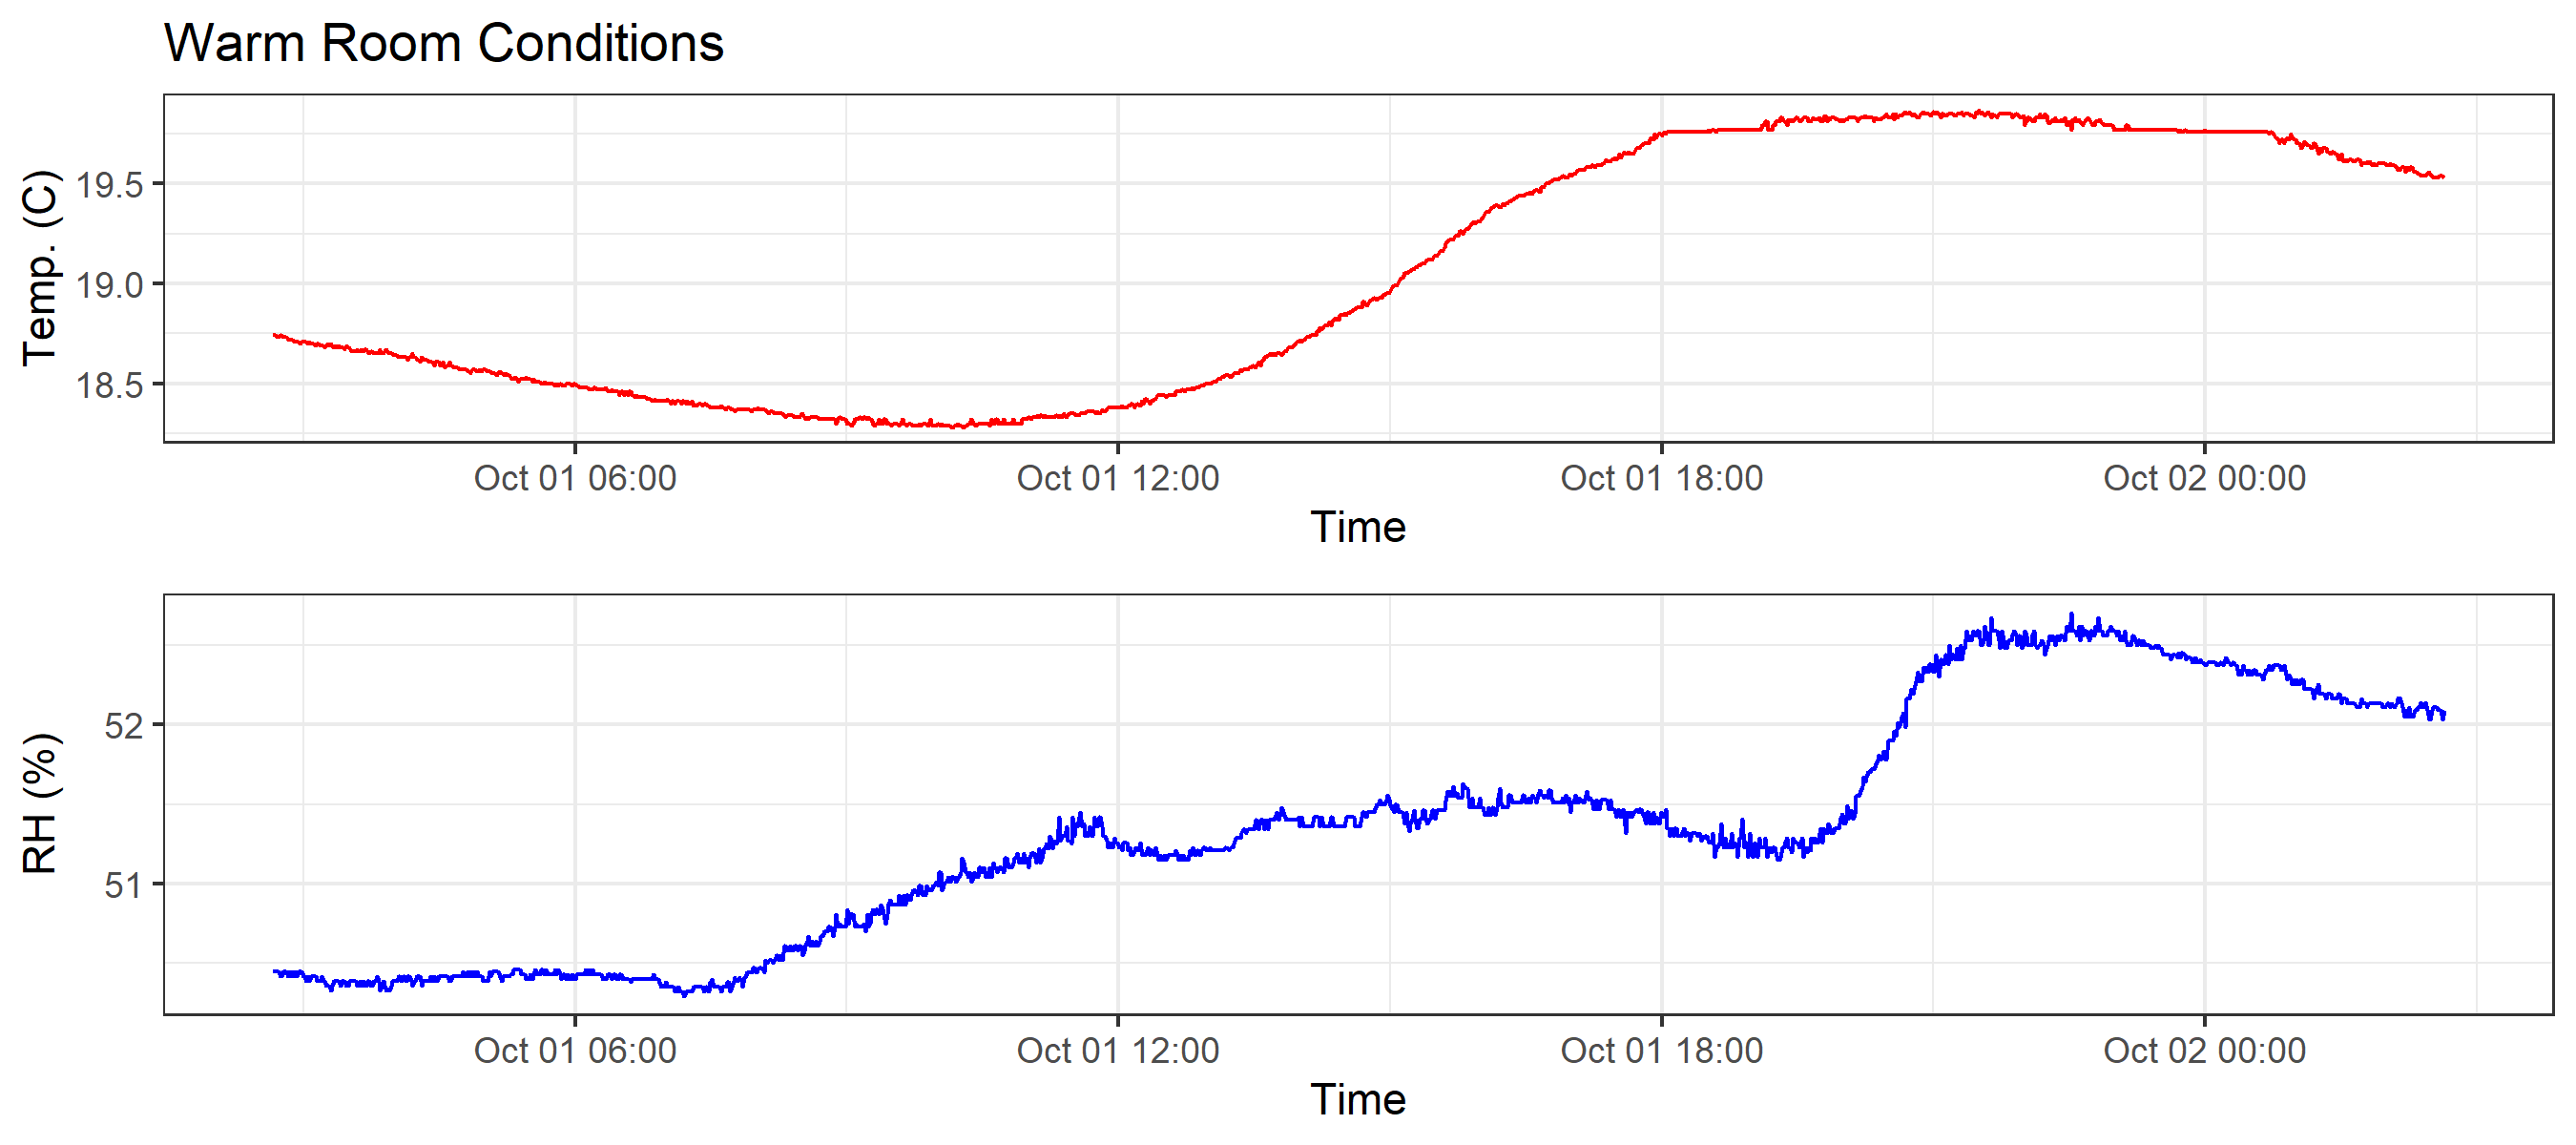 Warm Room Conditions
Temp. (C)
19.5
19.0
18.5
Oct 01 06:00 Oct 01 12:00 Oct 01 18:00 Oct 02 00:00
Time
RH (%)
52
51
Oct 01 06:00 Oct 01 12:00 Oct 01 18:00 Oct 02 00:00
Time